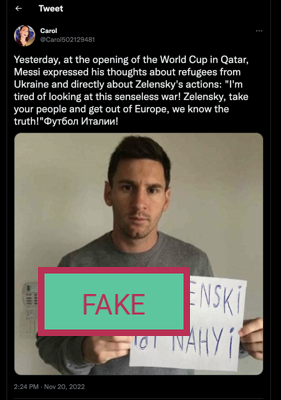 Tweet
Carol
@Carol502129481
Yesterday, at the opening of the World Cup in Qatar,
Messi expressed his thoughts about refugees from
Ukraine and directly about Zelensky's actions: "I'm
tired of looking at this senseless war! Zelensky, take
your people and get out of Europe, we know the
truth!"Футбол Италии!
FAKE
ENSKi
NAHYi
2:24 PM · Nov 20, 2022